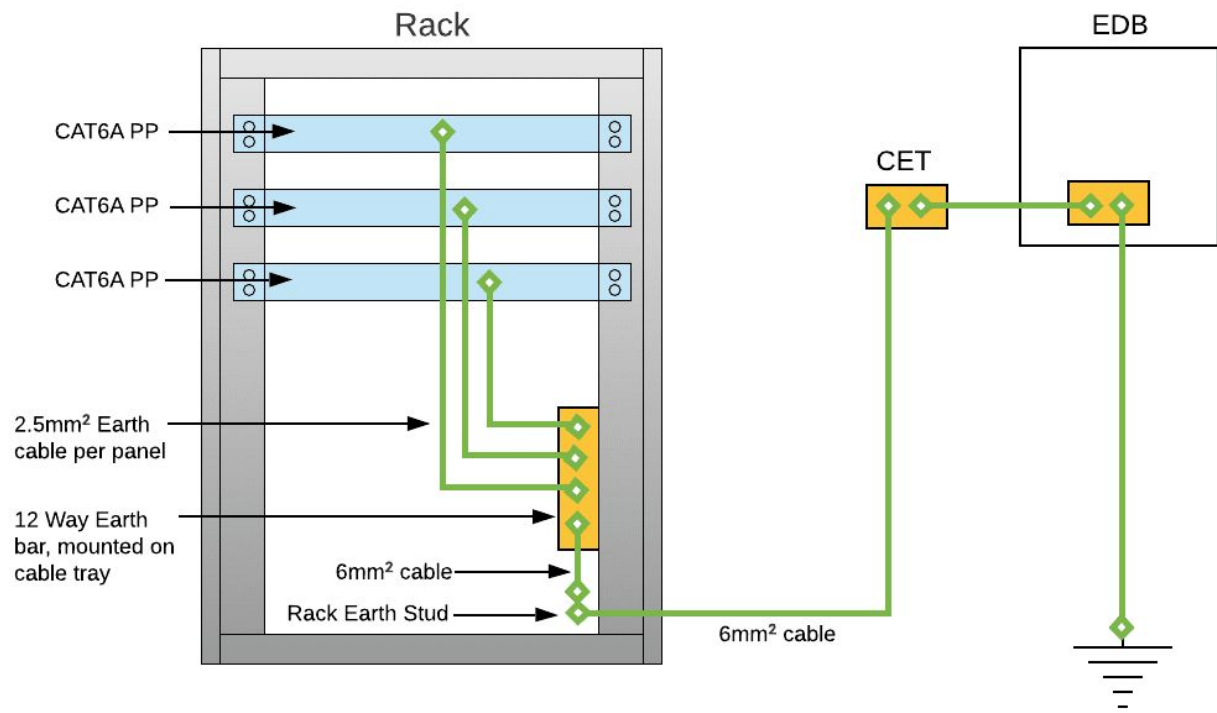 Rack
EDB
CAT6A PP
CET
CAT6A PP
CAT6A PP
2.5mm² Earth
cable per panel
12 Way Earth
bar, mounted on
cable tray
6mm² cable
Rack Earth Stud
6mm² cable